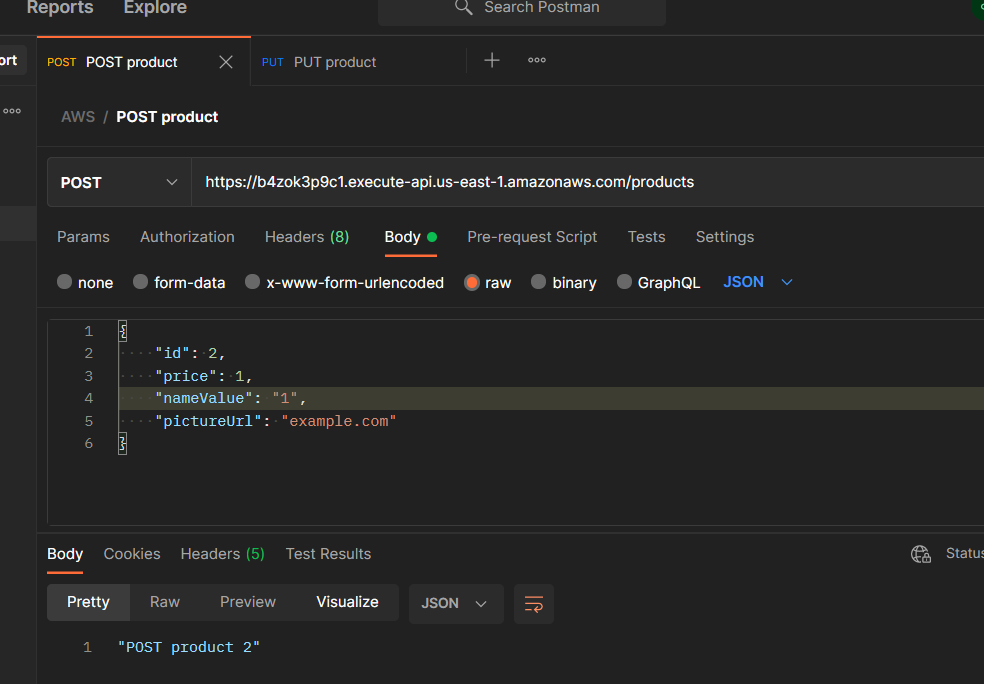 Reports Explore Search Postman
ort POST POST product PUT PUT product
AWS / POST product
POST https://b4zok3p9c1.execute-api.us-east-1.amazonaws.com/products
Params Authorization Headers (8) Body Pre-request Script Tests Settings
none form-data x-www-form-urlencoded raw binary GraphQL JSON
1 {
2 "id": 2,
3 "price": 1,
4 "nameValue": "1",
5 "pictureUrl": "example.com"
6 }
Body Cookies Headers (5) Test Results Status
Pretty Raw Preview Visualize JSON
1 "POST product 2"